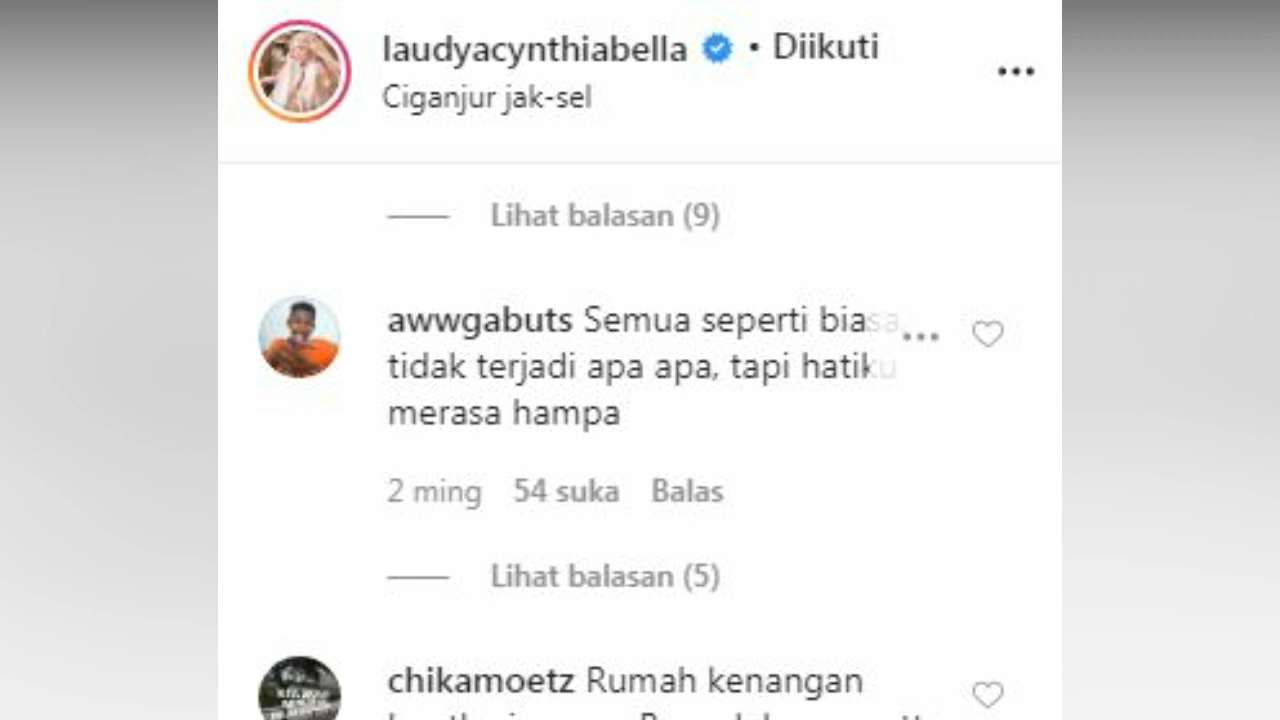 laudyacynthiabella • Diikuti
Ciganjur jak-sel
Lihat balasan (9)
awwgabuts Semua seperti biasa,
tidak terjadi apa apa, tapi hatiku
merasa hampa
2 ming 54 suka Balas
Lihat balasan (5)
chikamoetz Rumah kenangan